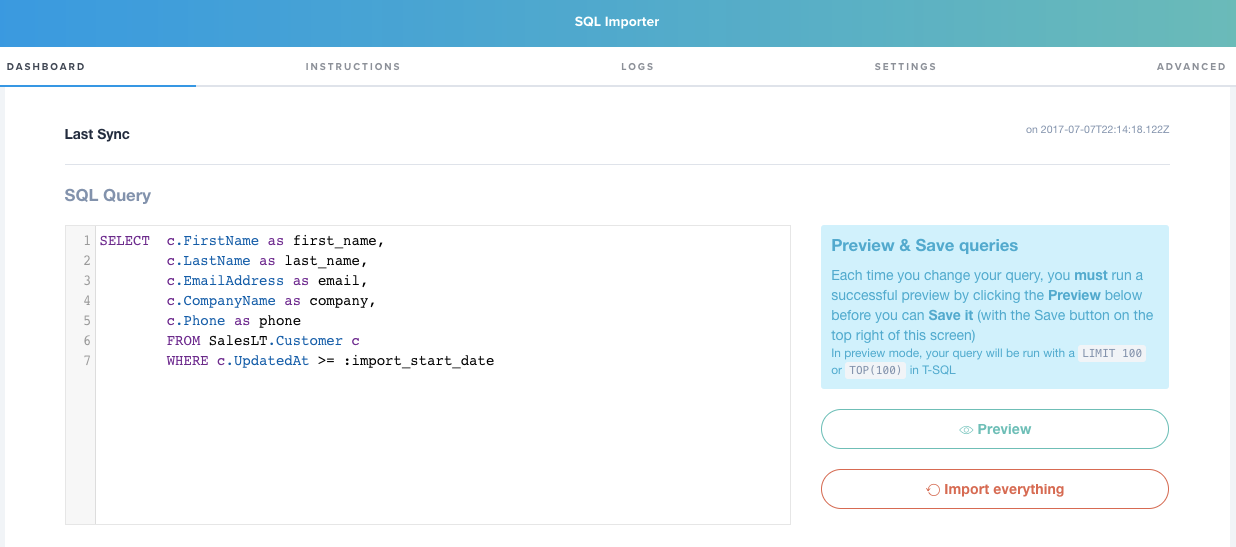 SQL Importer
DASHBOARD INSTRUCTIONS LOGS SETTINGS ADVANCED
Last Sync on 2017-07-07T22:14:18.122Z
SQL Query
1 SELECT  c.FirstName as first_name,
2         c.LastName as last_name,
3         c.EmailAddress as email,
4         c.CompanyName as company,
5         c.Phone as phone
6         FROM SalesLT.Customer c
7         WHERE c.UpdatedAt >= :import_start_date
Preview & Save queries
Each time you change your query, you must run a
successful preview by clicking the Preview below
before you can Save it (with the Save button on the
top right of this screen)
In preview mode, your query will be run with a LIMIT 100
or TOP(100) in T-SQL
Preview
Import everything